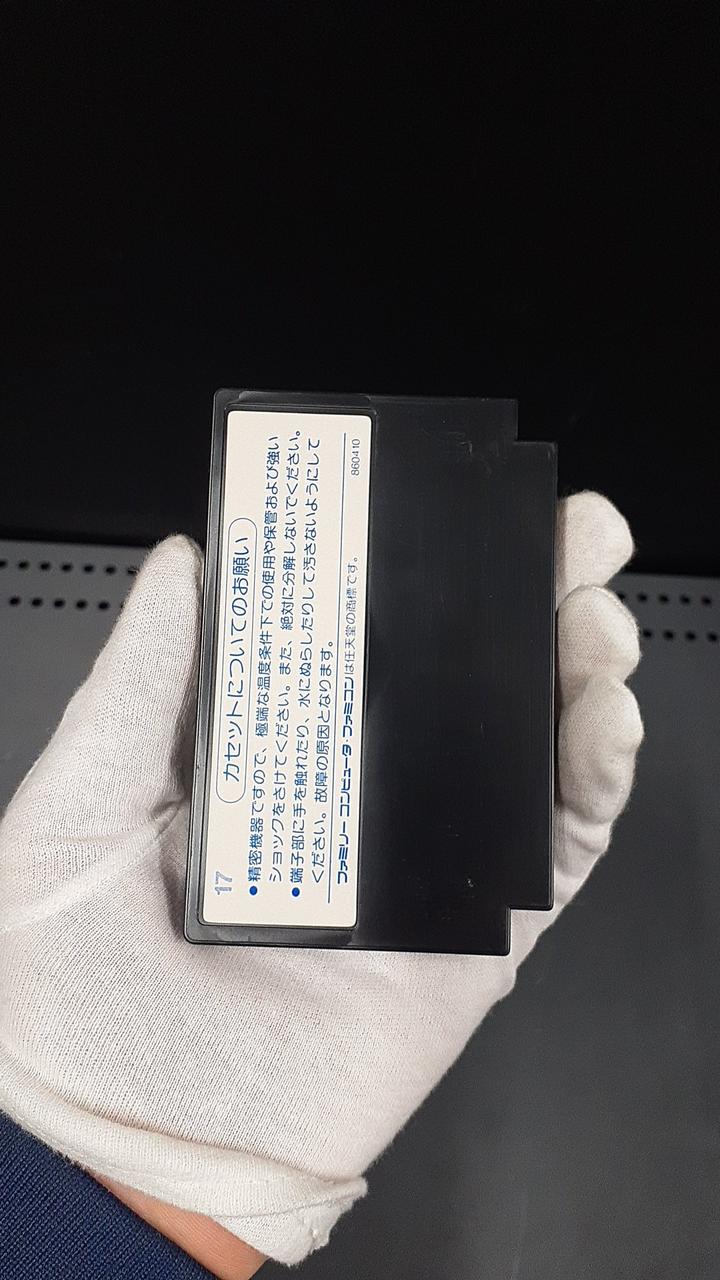 17
カセットについてのお願い
●精密機器ですので、極端な温度条件下での使用や保管および強い
ショックをさけてください。また、絶対に分解しないでください。
●端子部に手を触れたり、水にぬらしたりして汚さないようにして
ください。故障の原因となります。
ファミリー コンピュータ・ファミコンは任天堂の商標です。
860410